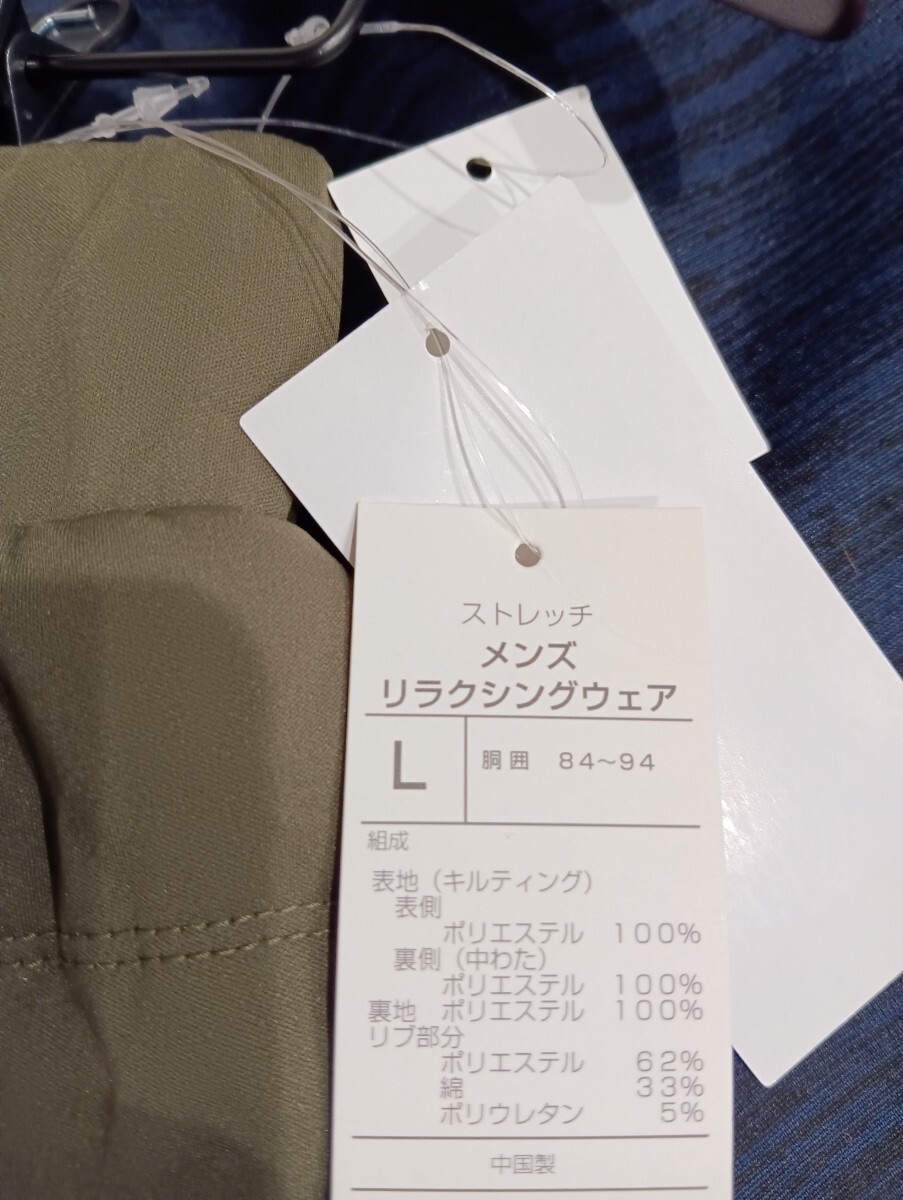 ストレッチ
メンズ
リラクシングウェア
L
胴囲　84〜94
組成
表地（キルティング）
表側
ポリエステル　100%
裏側（中わた）
ポリエステル　100%
裏地　ポリエステル　100%
リブ部分
ポリエステル　62%
綿　33%
ポリウレタン　5%
中国製